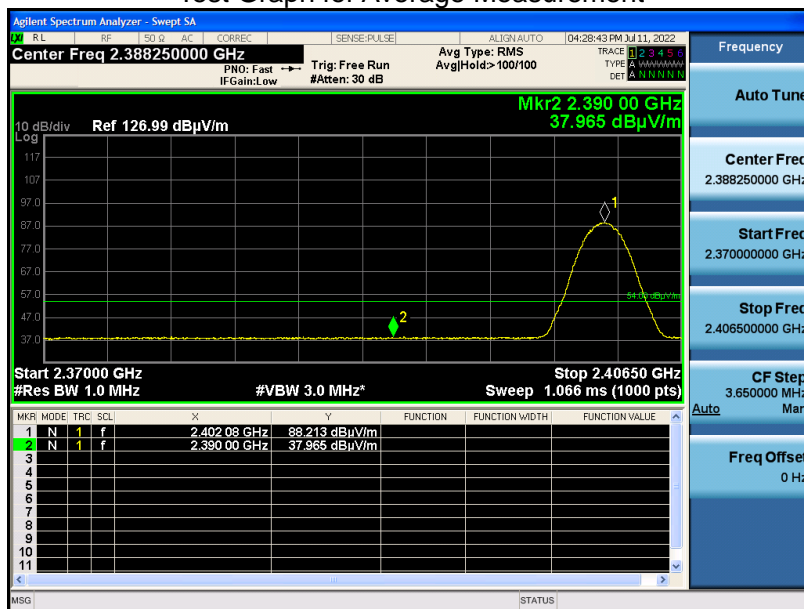 Test Graph for Average Measurement
Agilent Spectrum Analyzer - Swept SA
LXI RL RF 50 Ω AC CORREC SENSE:PULSE ALIGN AUTO 04:28:43 PM Jul 11, 2022
Center Freq 2.388250000 GHz
PNO: Fast
IFGain:Low
Trig: Free Run
#Atten: 30 dB
Avg Type: RMS
Avg|Hold:>100/100
TRACE 1 2 3 4 5 6
TYPE A WWWWW
DET A N N N N N
Mkr2 2.390 00 GHz
37.965 dBµV/m
10 dB/div Ref 126.99 dBµV/m
Log
117
107
97.0
87.0
77.0
67.0
57.0
47.0
37.0
1
2
54.00 dBµV/m
Start 2.37000 GHz Stop 2.40650 GHz
#Res BW 1.0 MHz #VBW 3.0 MHz* Sweep 1.066 ms (1000 pts)
MKR MODE TRC SCL X Y FUNCTION FUNCTION WIDTH FUNCTION VALUE
1 N 1 f 2.402 08 GHz 88.213 dBµV/m
2 N 1 f 2.390 00 GHz 37.965 dBµV/m
3
4
5
6
7
8
9
10
11
MSG STATUS
Frequency
Auto Tune
Center Freq
2.388250000 GHz
Start Freq
2.370000000 GHz
Stop Freq
2.406500000 GHz
CF Step
3.650000 MHz
Auto Man
Freq Offset
0 Hz